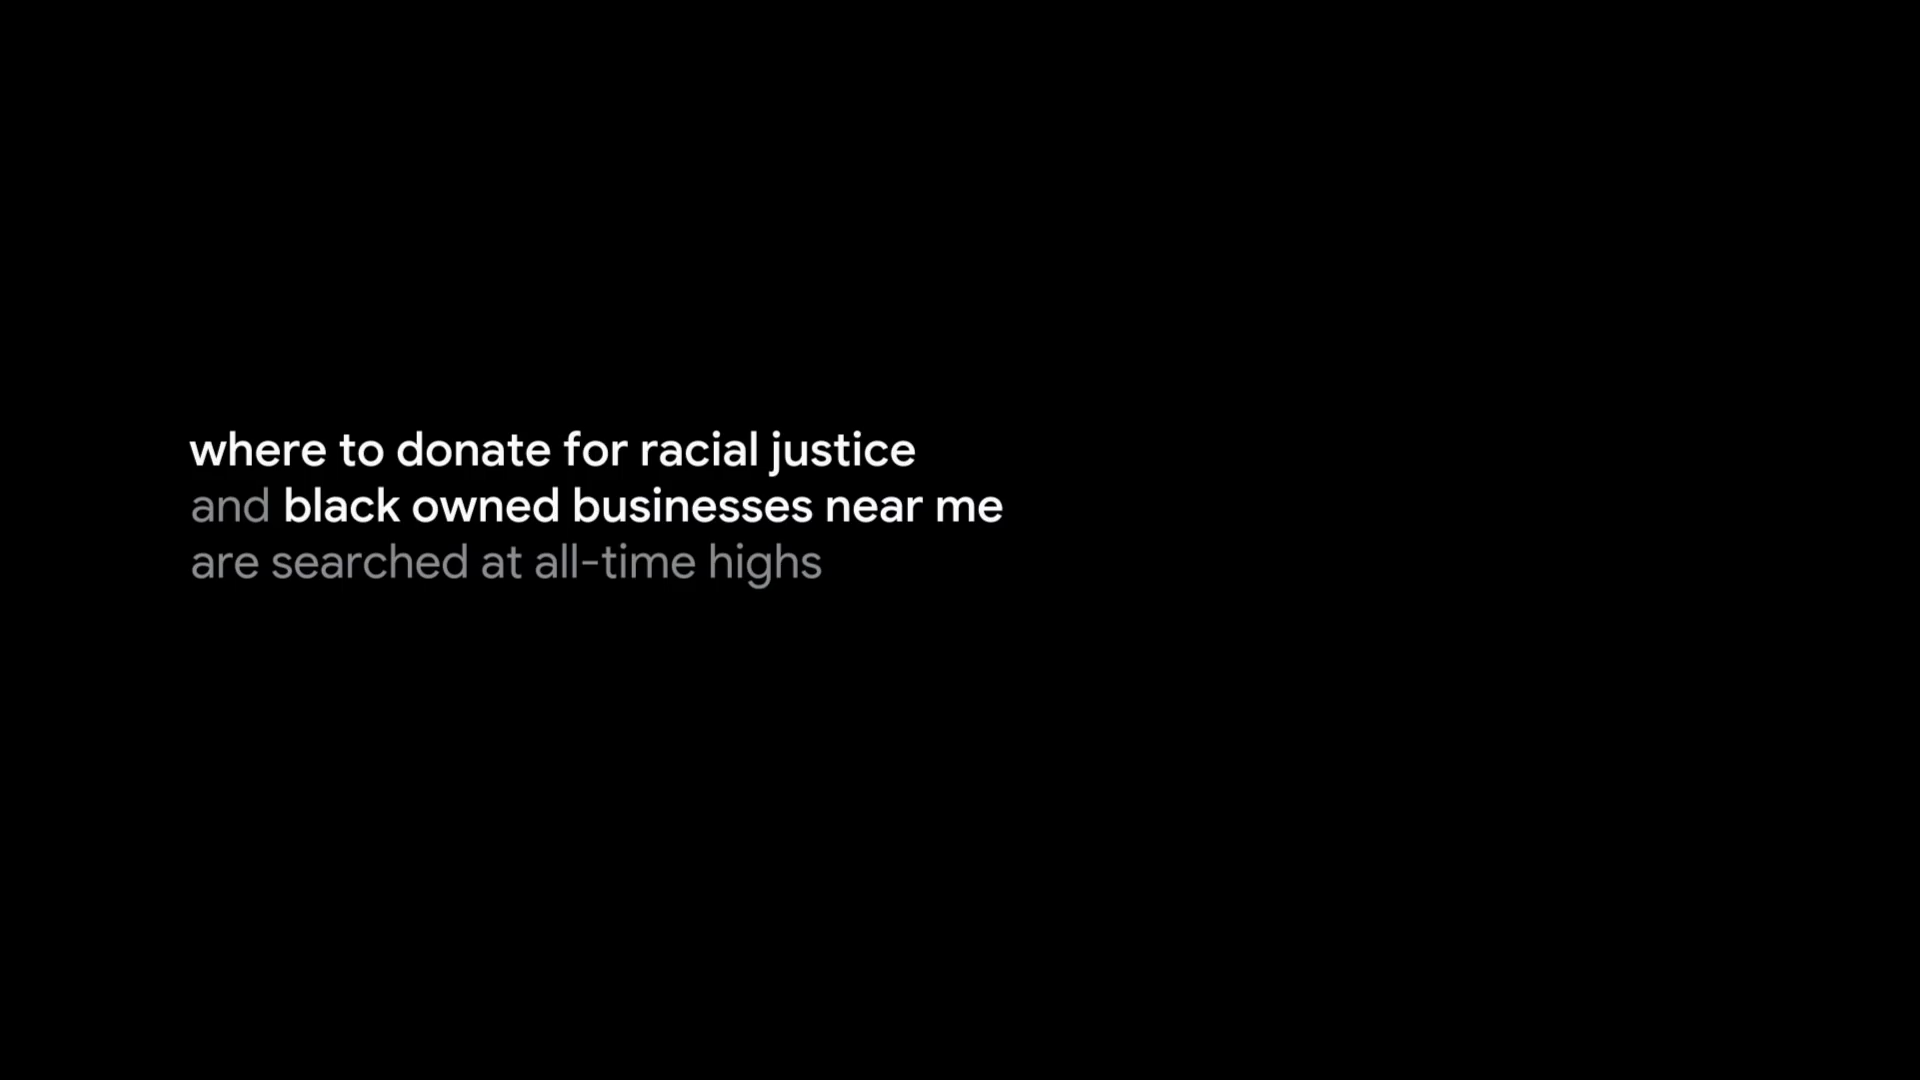 where to donate for racial justice
and black owned businesses near me
are searched at all-time highs